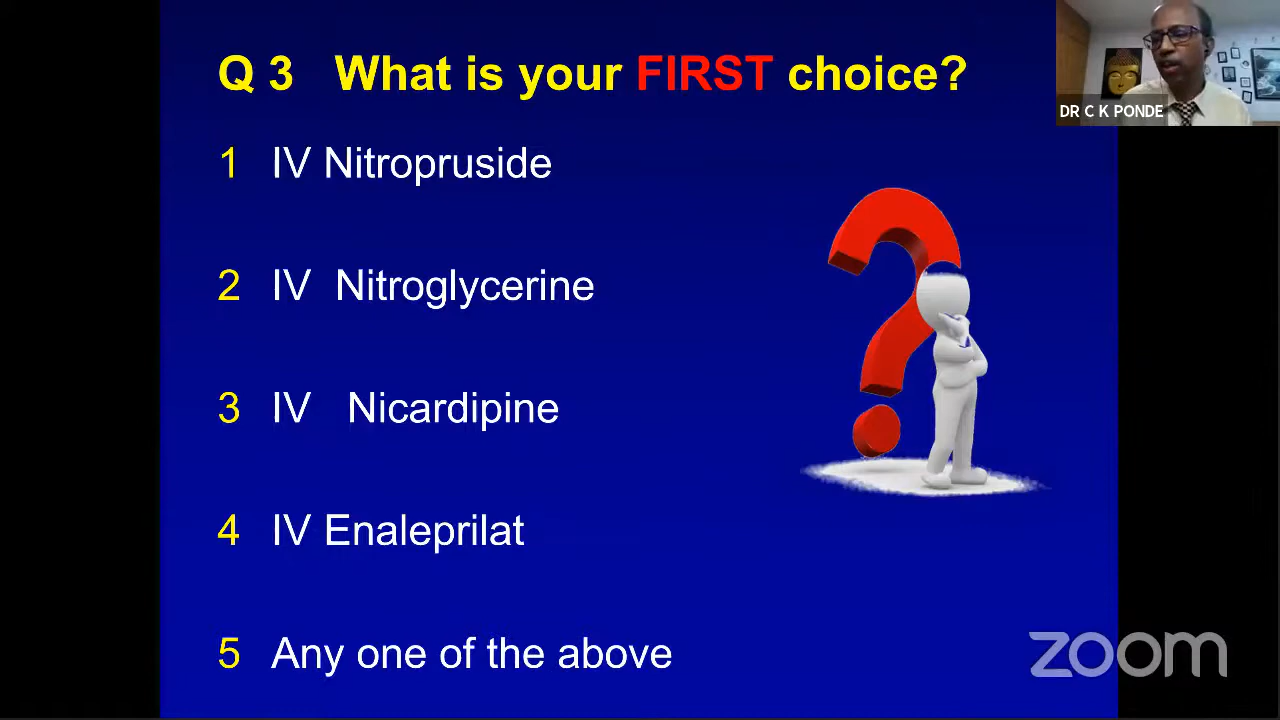 Q 3 What is your FIRST choice?
DR C K PONDE
1 IV Nitropruside
2 IV Nitroglycerine
3 IV Nicardipine
4 IV Enaleprilat
5 Any one of the above
zoom